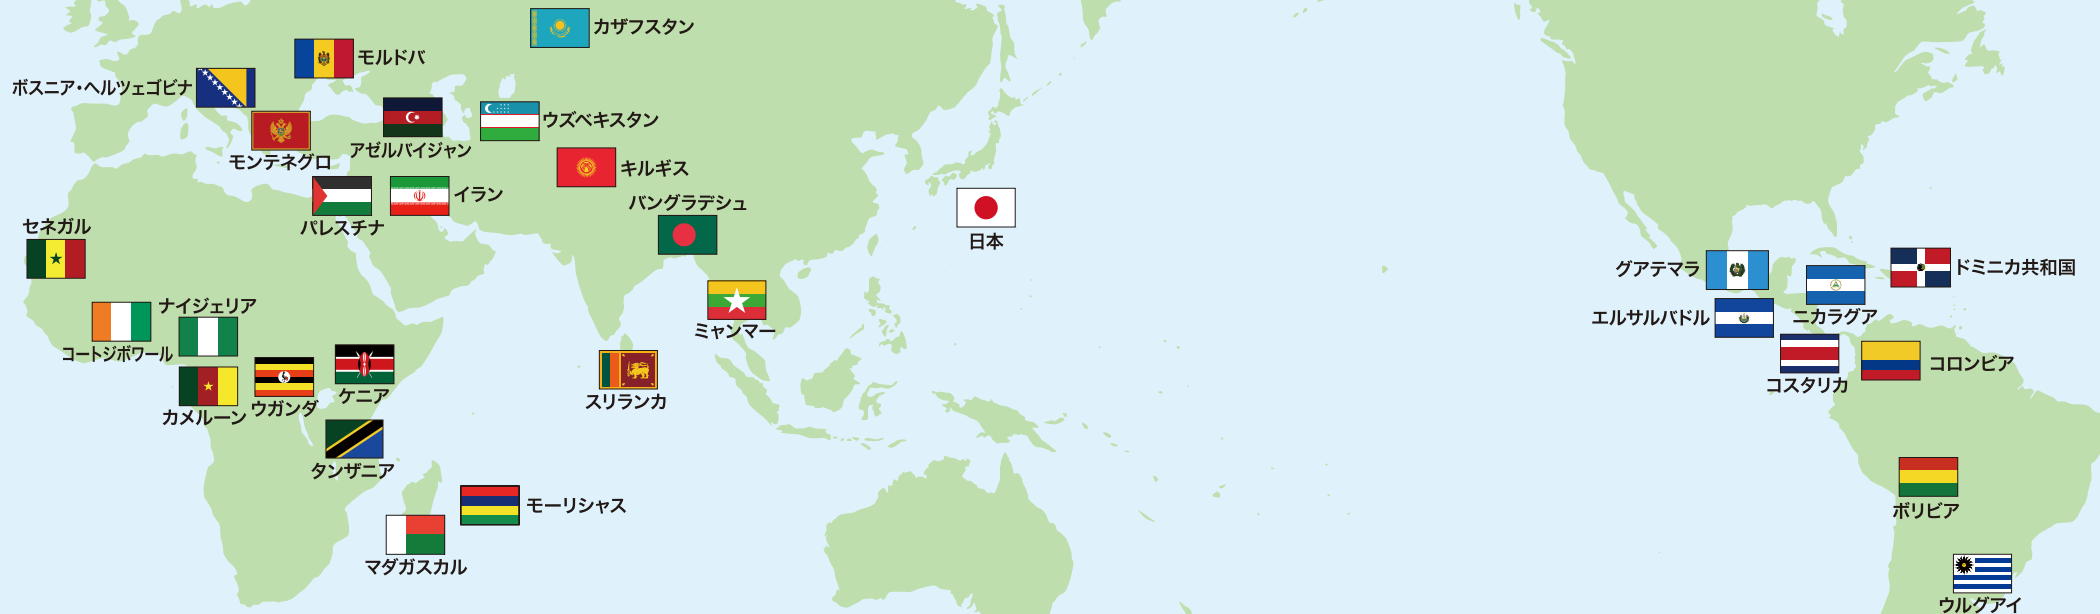 カザフスタン
モルドバ
ボスニア・ヘルツェゴビナ
ウズベキスタン
アゼルバイジャン
モンテネグロ
キルギス
イラン
バングラデシュ
パレスチナ
セネガル
日本
グアテマラ
ドミニカ共和国
ナイジェリア
エルサルバドル
ニカラグア
ミャンマー
コートジボワール
コロンビア
コスタリカ
ケニア
スリランカ
ウガンダ
カメルーン
タンザニア
モーリシャス
ボリビア
マダガスカル
ウルグアイ